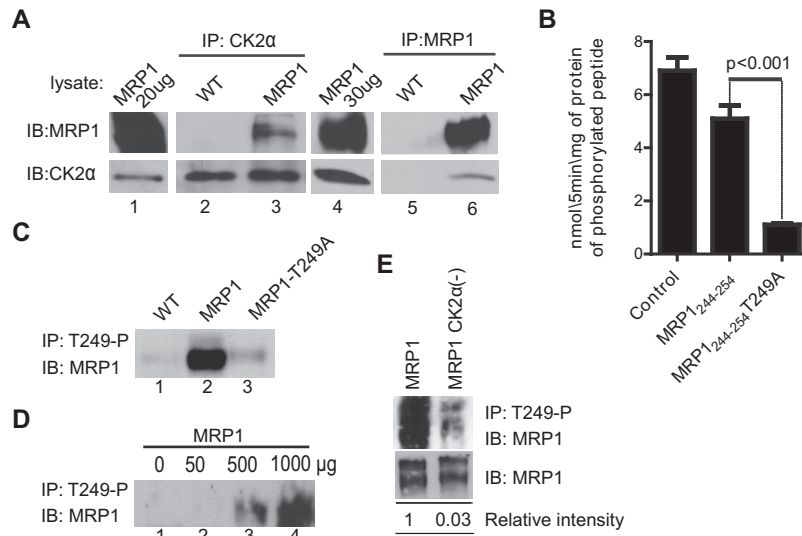 A
IP: CK2α
IP:MRP1
lysate:
MRP1 20ug
WT
MRP1
MRP1 30ug
WT
MRP1
IB:MRP1
IB:CK2α
1 2 3 4 5 6
B
p<0.001
nmol\5min\mg of protein
of phosphorylated peptide
8
6
4
2
0
Control
MRP1244-254
MRP1244-254T249A
C
WT
MRP1
MRP1-T249A
IP: T249-P
IB: MRP1
1 2 3
D
MRP1
0 50 500 1000 µg
IP: T249-P
IB: MRP1
1 2 3 4
E
MRP1
MRP1 CK2α(-)
IP: T249-P
IB: MRP1
IB: MRP1
1 0.03 Relative intensity